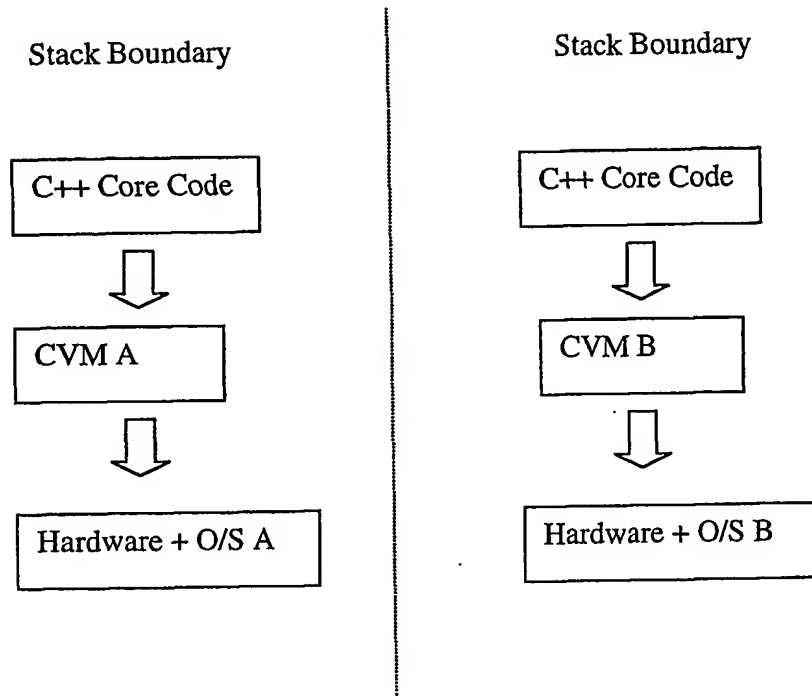 Stack Boundary
C++ Core Code
CVM A
Hardware + O/S A
Stack Boundary
C++ Core Code
CVM B
Hardware + O/S B